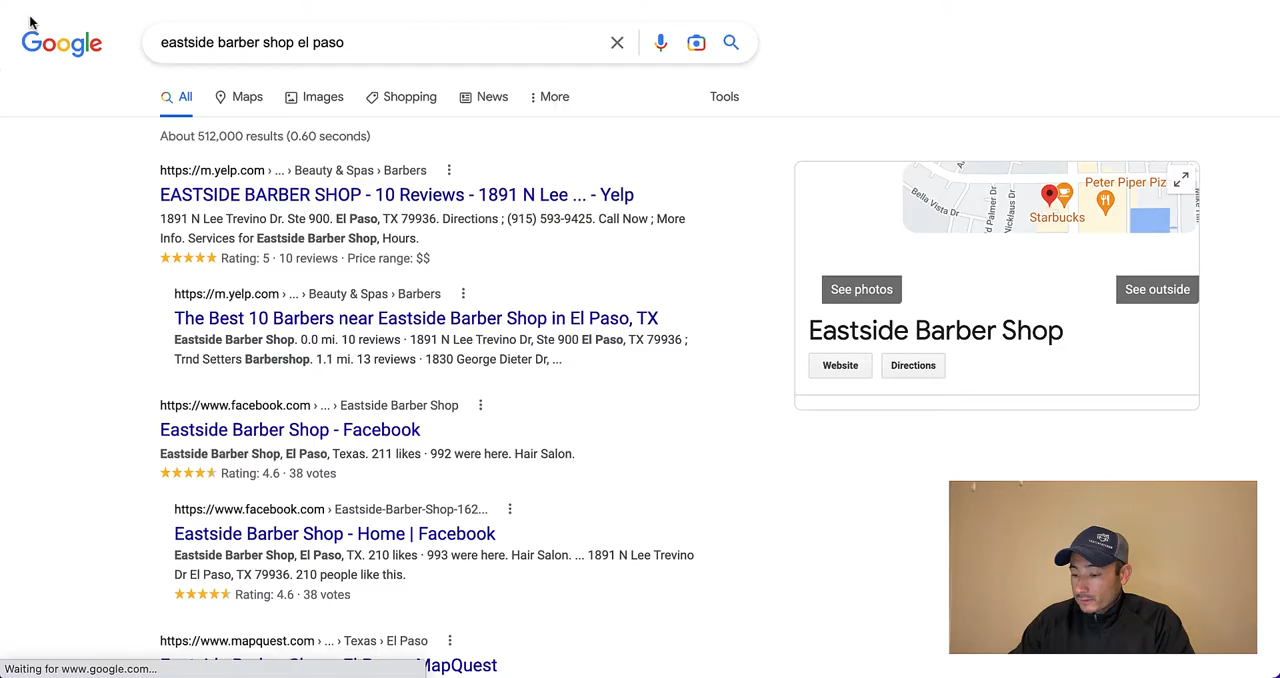 Google
eastside barber shop el paso
All
Maps
Images
Shopping
News
More
Tools
About 512,000 results (0.60 seconds)
https://m.yelp.com › ... › Beauty & Spas › Barbers
EASTSIDE BARBER SHOP - 10 Reviews - 1891 N Lee ... - Yelp
1891 N Lee Trevino Dr. Ste 900. El Paso, TX 79936. Directions ; (915) 593-9425. Call Now ; More
Info. Services for Eastside Barber Shop, Hours.
Rating: 5 · 10 reviews · Price range: $$
https://m.yelp.com › ... › Beauty & Spas › Barbers
The Best 10 Barbers near Eastside Barber Shop in El Paso, TX
Eastside Barber Shop. 0.0 mi. 10 reviews · 1891 N Lee Trevino Dr, Ste 900 El Paso, TX 79936 ;
Trnd Setters Barbershop. 1.1 mi. 13 reviews · 1830 George Dieter Dr, ...
https://www.facebook.com › ... › Eastside Barber Shop
Eastside Barber Shop - Facebook
Eastside Barber Shop, El Paso, Texas. 211 likes · 992 were here. Hair Salon.
Rating: 4.6 · 38 votes
https://www.facebook.com › Eastside-Barber-Shop-162...
Eastside Barber Shop - Home | Facebook
Eastside Barber Shop, El Paso, TX. 210 likes · 993 were here. Hair Salon. ... 1891 N Lee Trevino
Dr El Paso, TX 79936. 210 people like this.
Rating: 4.6 · 38 votes
https://www.mapquest.com › ... › Texas › El Paso
MapQuest
Waiting for www.google.com...
Peter Piper Piz
Bella Vista Dr
d Palmer Dr
Nicklaus Dr
Starbucks
See photos
See outside
Eastside Barber Shop
Website
Directions